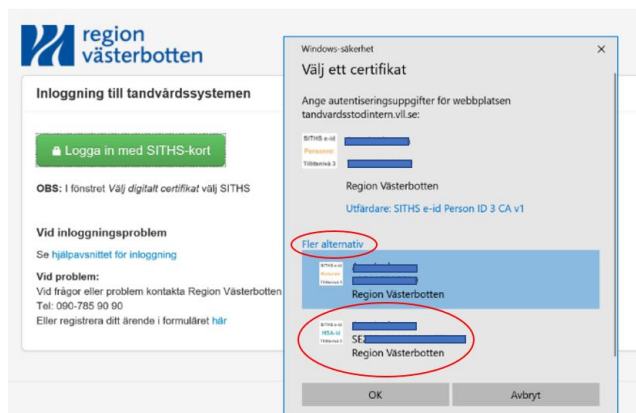 region
västerbotten
Inloggning till tandvårdssystemen
Logga in med SITHS-kort
OBS: I fönstret Välj digitalt certifikat välj SITHS
Vid inloggningsproblem
Se hjälpavsnittet för inloggning
Vid problem:
Vid frågor eller problem kontakta Region Västerbotten
Tel: 090-785 90 90
Eller registrera ditt ärende i formuläret här
Windows-säkerhet
Välj ett certifikat
Ange autentiseringsuppgifter för webbplatsen
tandvardsstodintern.vll.se:
SITHS e-id
Personid
Tillitsnivå 3
Region Västerbotten
Utfärdare: SITHS e-id Person ID 3 CA v1
Fler alternativ
SITHS e-id
Tillitsnivå 3
Region Västerbotten
SITHS e-id
HSA-id
Tillitsnivå 3
SE
Region Västerbotten
OK
Avbryt